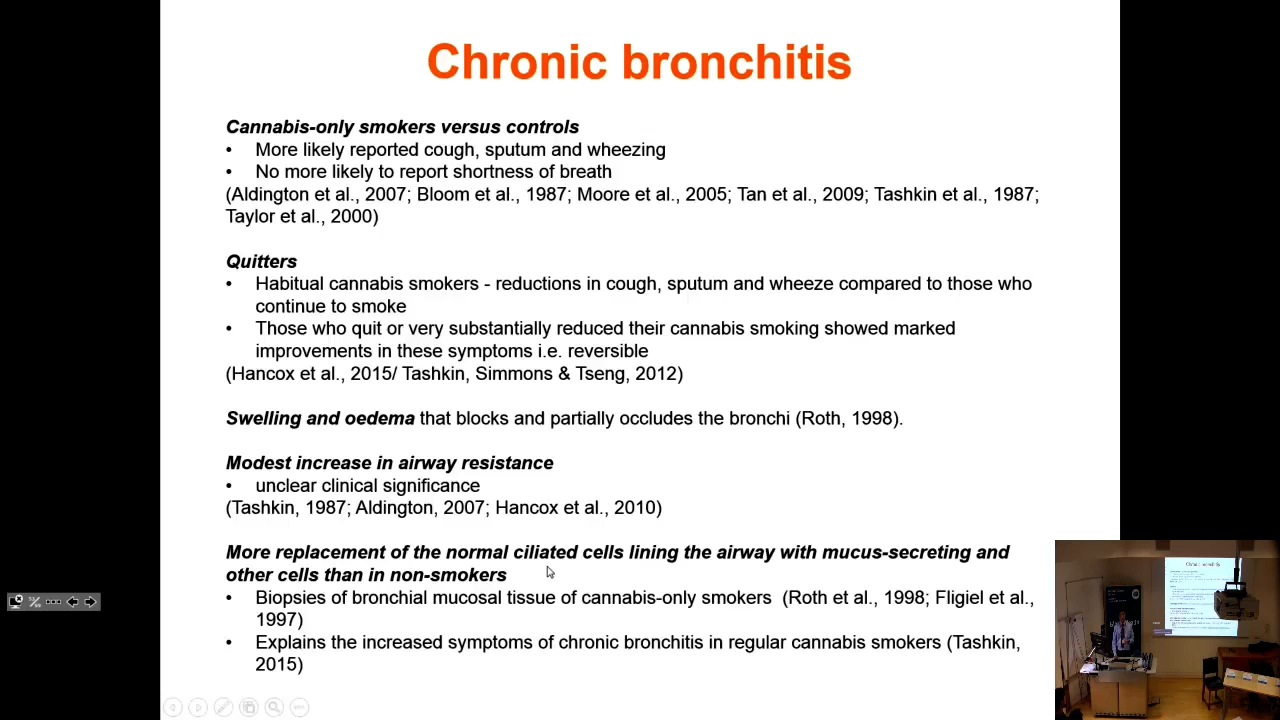 Chronic bronchitis
Cannabis-only smokers versus controls
• More likely reported cough, sputum and wheezing
• No more likely to report shortness of breath
(Aldington et al., 2007; Bloom et al., 1987; Moore et al., 2005; Tan et al., 2009; Tashkin et al., 1987;
Taylor et al., 2000)
Quitters
• Habitual cannabis smokers - reductions in cough, sputum and wheeze compared to those who
continue to smoke
• Those who quit or very substantially reduced their cannabis smoking showed marked
improvements in these symptoms i.e. reversible
(Hancox et al., 2015/ Tashkin, Simmons & Tseng, 2012)
Swelling and oedema that blocks and partially occludes the bronchi (Roth, 1998).
Modest increase in airway resistance
• unclear clinical significance
(Tashkin, 1987; Aldington, 2007; Hancox et al., 2010)
More replacement of the normal ciliated cells lining the airway with mucus-secreting and
other cells than in non-smokers
• Biopsies of bronchial mucosal tissue of cannabis-only smokers (Roth et al., 1998; Fligiel et al.,
1997)
• Explains the increased symptoms of chronic bronchitis in regular cannabis smokers (Tashkin,
2015)
Chronic bronchitis